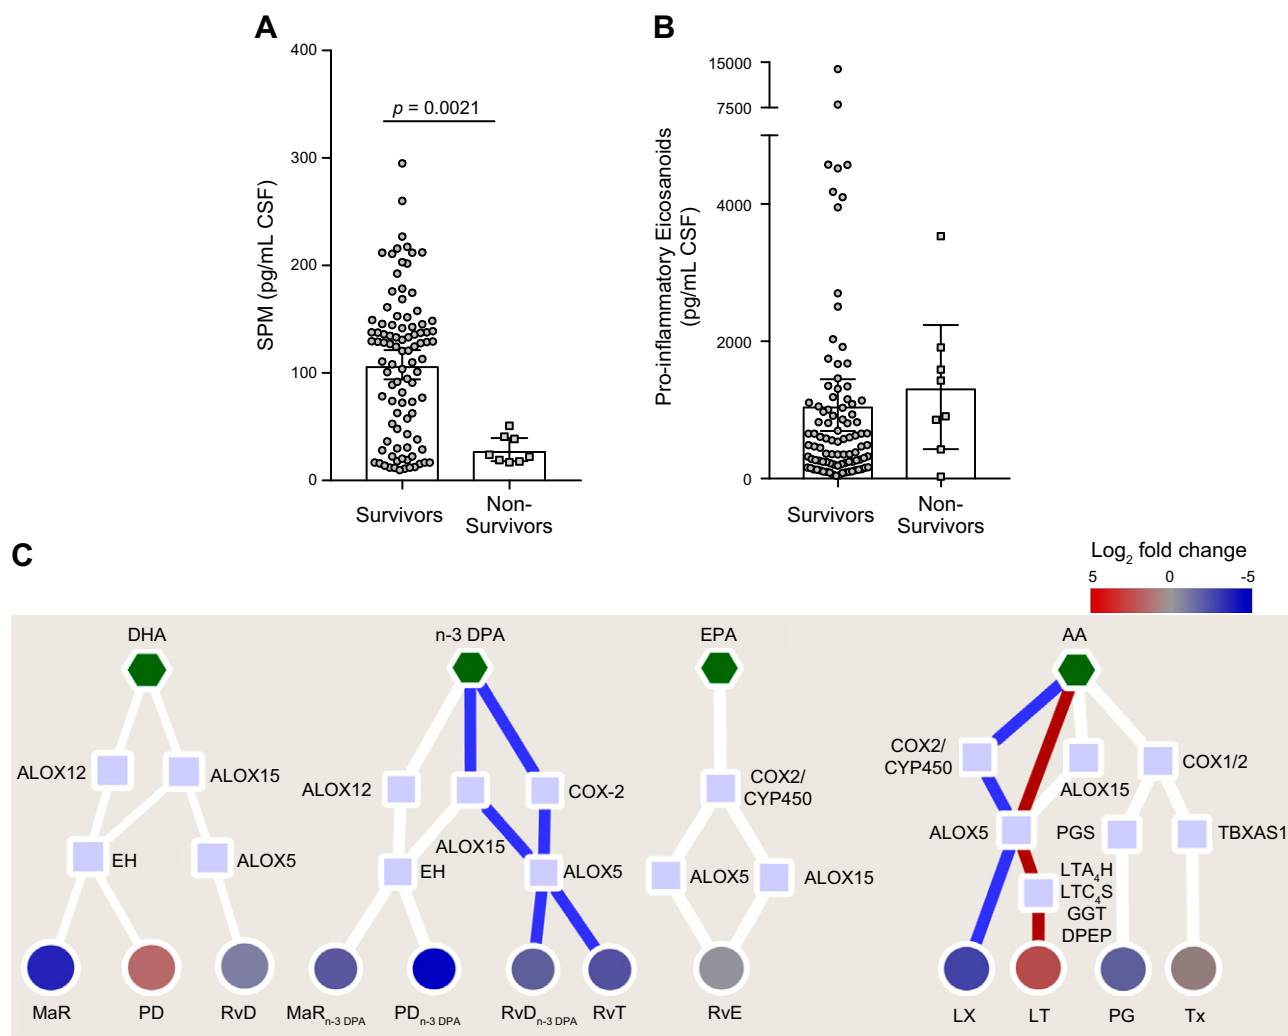 A
400
300
200
100
0
SPM (pg/mL CSF)
p = 0.0021
Survivors
Non-
Survivors
B
15000
7500
4000
2000
0
Pro-inflammatory Eicosanoids
(pg/mL CSF)
Survivors
Non-
Survivors
C
Log2 fold change
5 0 -5
DHA
ALOX12
ALOX15
EH
ALOX5
MaR
PD
RvD
n-3 DPA
ALOX12
COX-2
ALOX15
EH
ALOX5
MaRn-3 DPA
PDn-3 DPA
RvDn-3 DPA
RvT
EPA
COX2/
CYP450
ALOX5
ALOX15
RvE
AA
COX2/
CYP450
ALOX15
COX1/2
ALOX5
PGS
TBXAS1
LTA4H
LTC4S
GGT
DPEP
LX
LT
PG
Tx